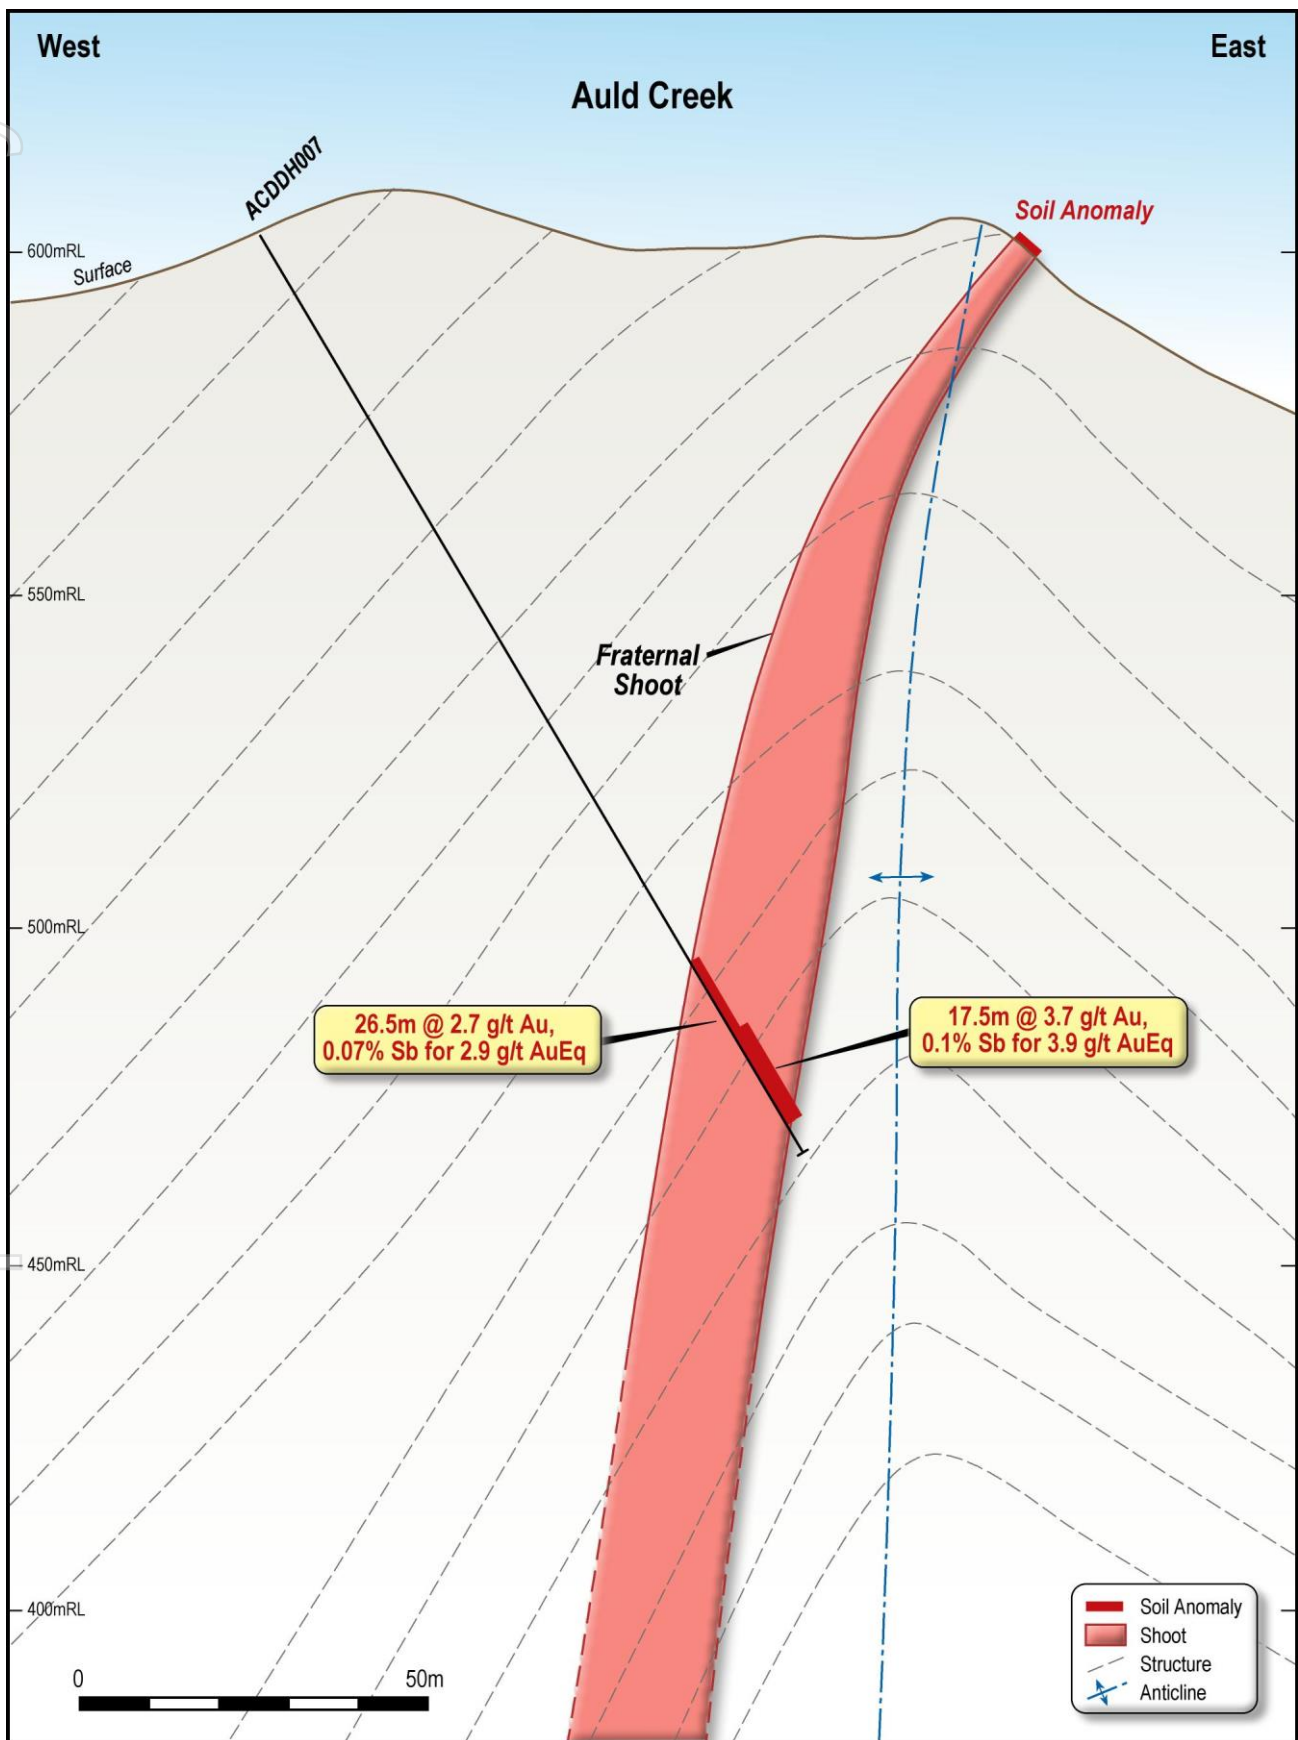 West
East
Auld Creek
ACDDH007
Soil Anomaly
600mRL
Surface
550mRL
Fraternal
Shoot
500mRL
26.5m @ 2.7 g/t Au,
0.07% Sb for 2.9 g/t AuEq
17.5m @ 3.7 g/t Au,
0.1% Sb for 3.9 g/t AuEq
450mRL
400mRL
0
50m
Soil Anomaly
Shoot
Structure
Anticline